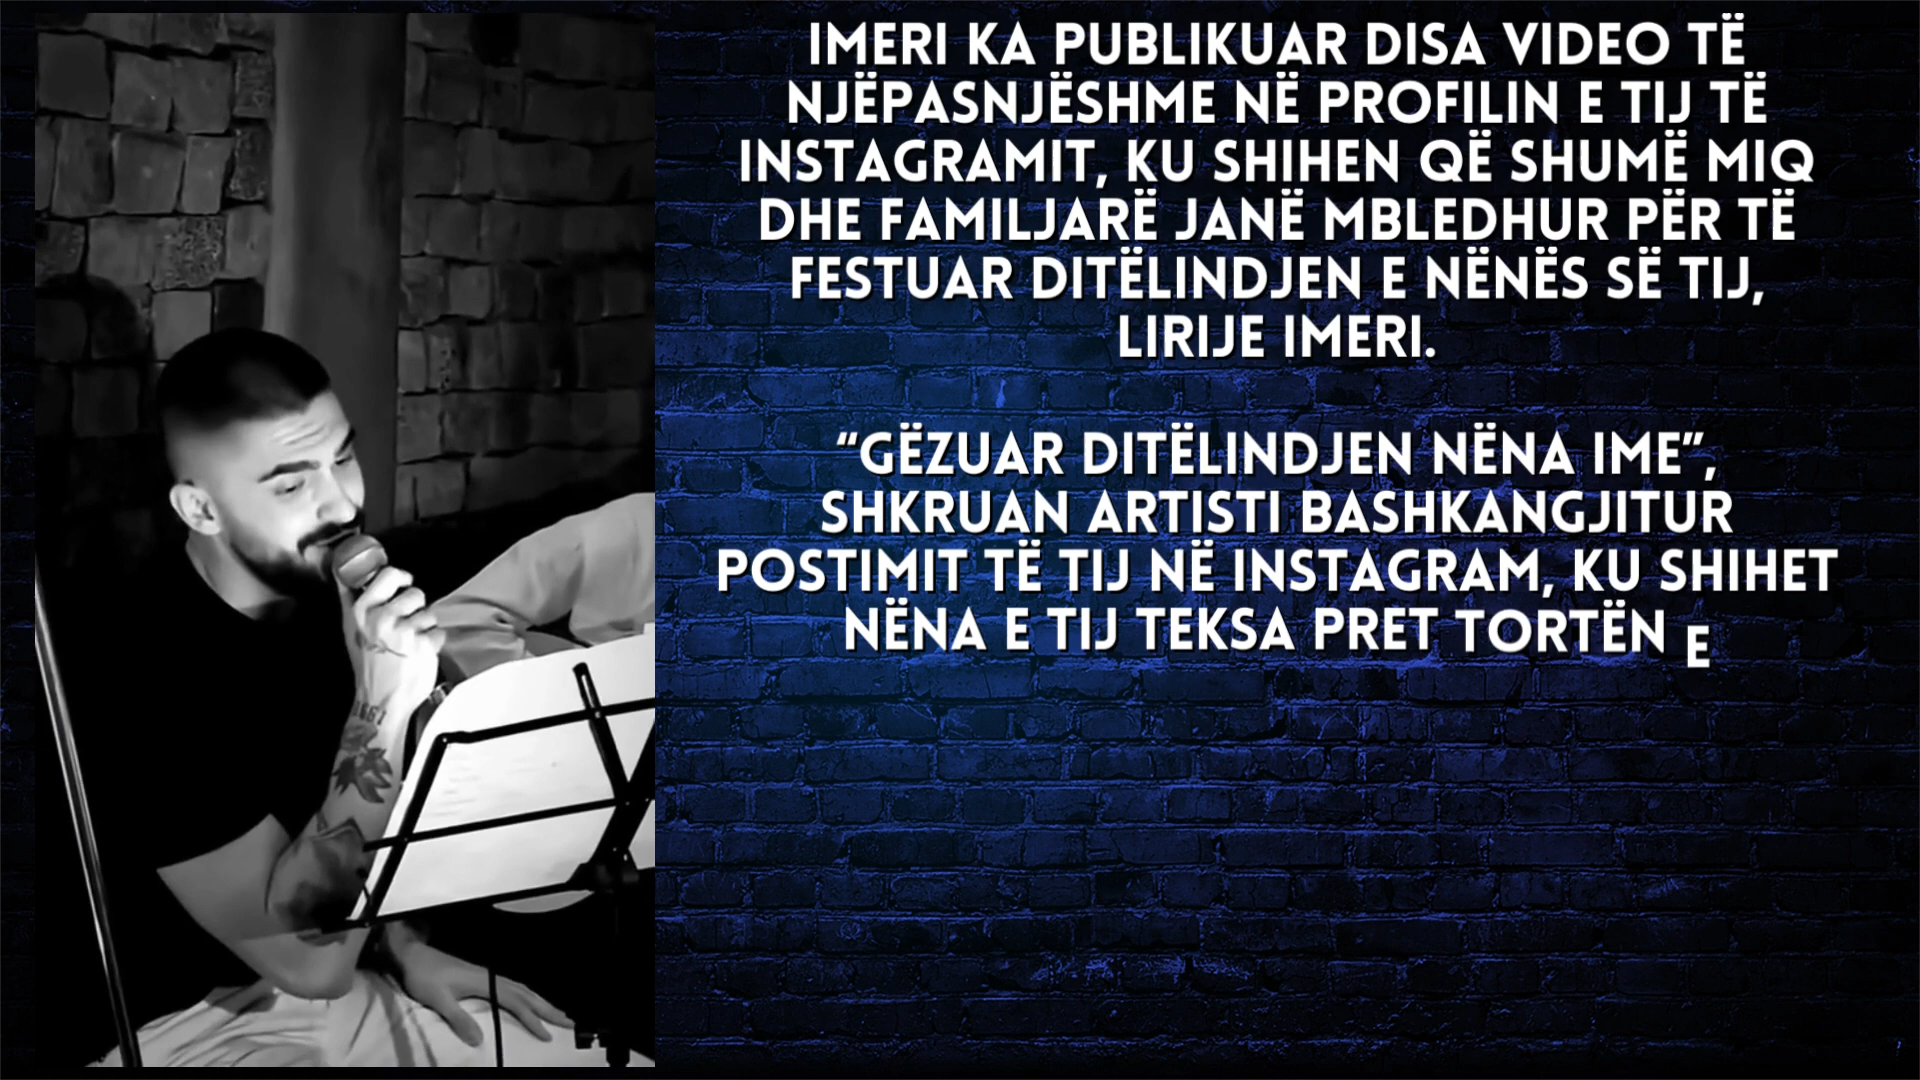 IMERI KA PUBLIKUAR DISA VIDEO TË
NJËPASNJËSHME NË PROFILIN E TIJ TË
INSTAGRAMIT, KU SHIHEN QË SHUMË MIQ
DHE FAMILJARË JANË MBLEDHUR PËR TË
FESTUAR DITËLINDJEN E NËNËS SË TIJ,
LIRIJE IMERI.
“GËZUAR DITËLINDJEN NËNA IME”,
SHKRUAN ARTISTI BASHKANGJITUR
POSTIMIT TË TIJ NË INSTAGRAM, KU SHIHET
NËNA E TIJ TEKSA PRET TORTËN E